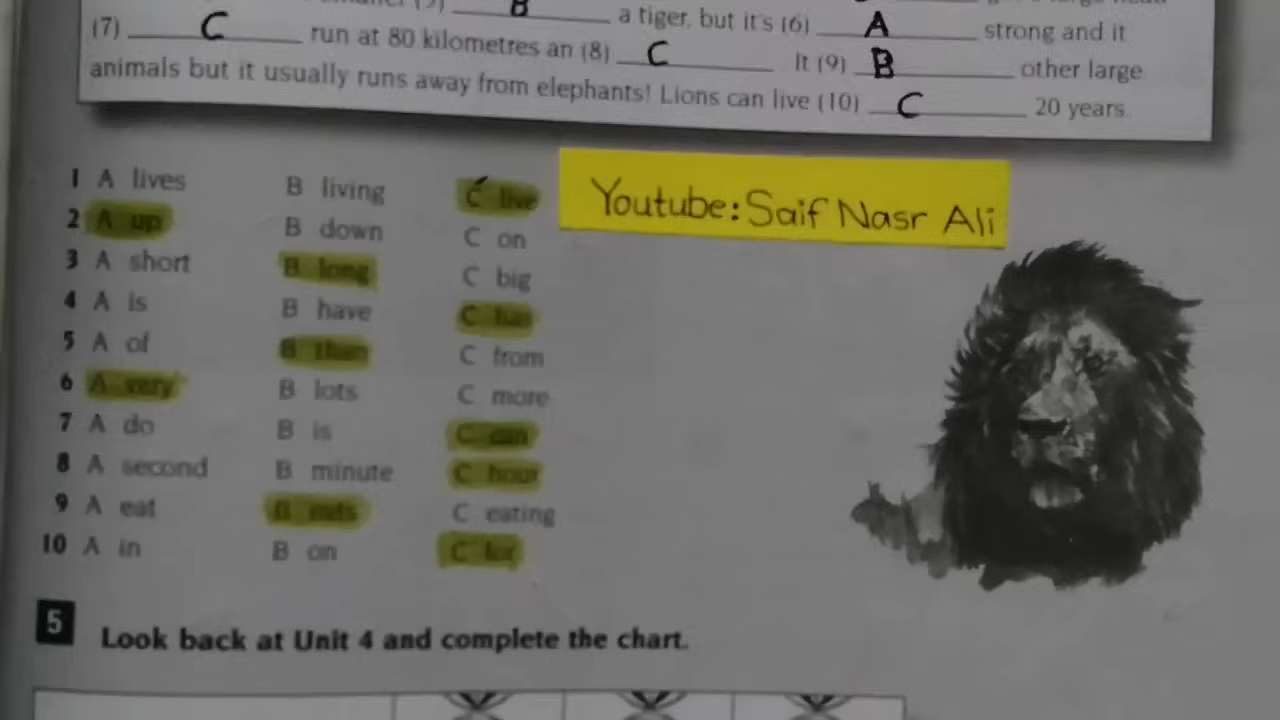 B a tiger, but it's (6) A strong and it
(7) C run at 80 kilometres an (8) C It (9) B other large
animals but it usually runs away from elephants! Lions can live (10) C 20 years.
1 A lives B living C live
2 A up B down C on
3 A short B long C big
4 A is B have C has
5 A of B than C from
6 A very B lots C more
7 A do B is C can
8 A second B minute C hour
9 A eat B eats C eating
10 A in B on C for
Youtube: Saif Nasr Ali
5 Look back at Unit 4 and complete the chart.